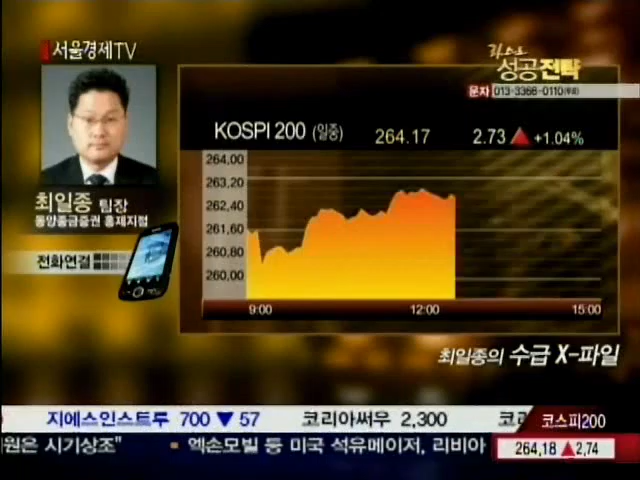 서울경제TV
성공전략
문자 013-3366-0110(유료)
KOSPI 200 (일중) 264.17 2.73 ▲ +1.04%
264,00
263,20
262,40
261,60
260,80
260,00
9:00 12:00 15:00
최일종 팀장
동양종금증권 홍제지점
전화연결
최일종의 수급 X-파일
지에스인스트루 700 ▼ 57 코리아써우 2,300 코리
코스피200
264,18 ▲ 2,74
원은 시기상조" ▪ 엑손모빌 등 미국 석유메이저, 리비아